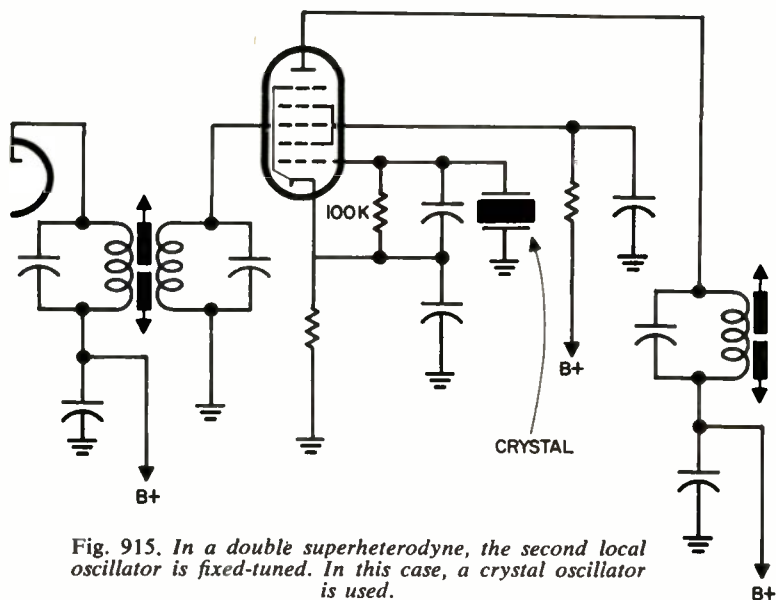 100K
B+
CRYSTAL
B+
B+
Fig. 915. In a double superheterodyne, the second local
oscillator is fixed-tuned. In this case, a crystal oscillator
is used.